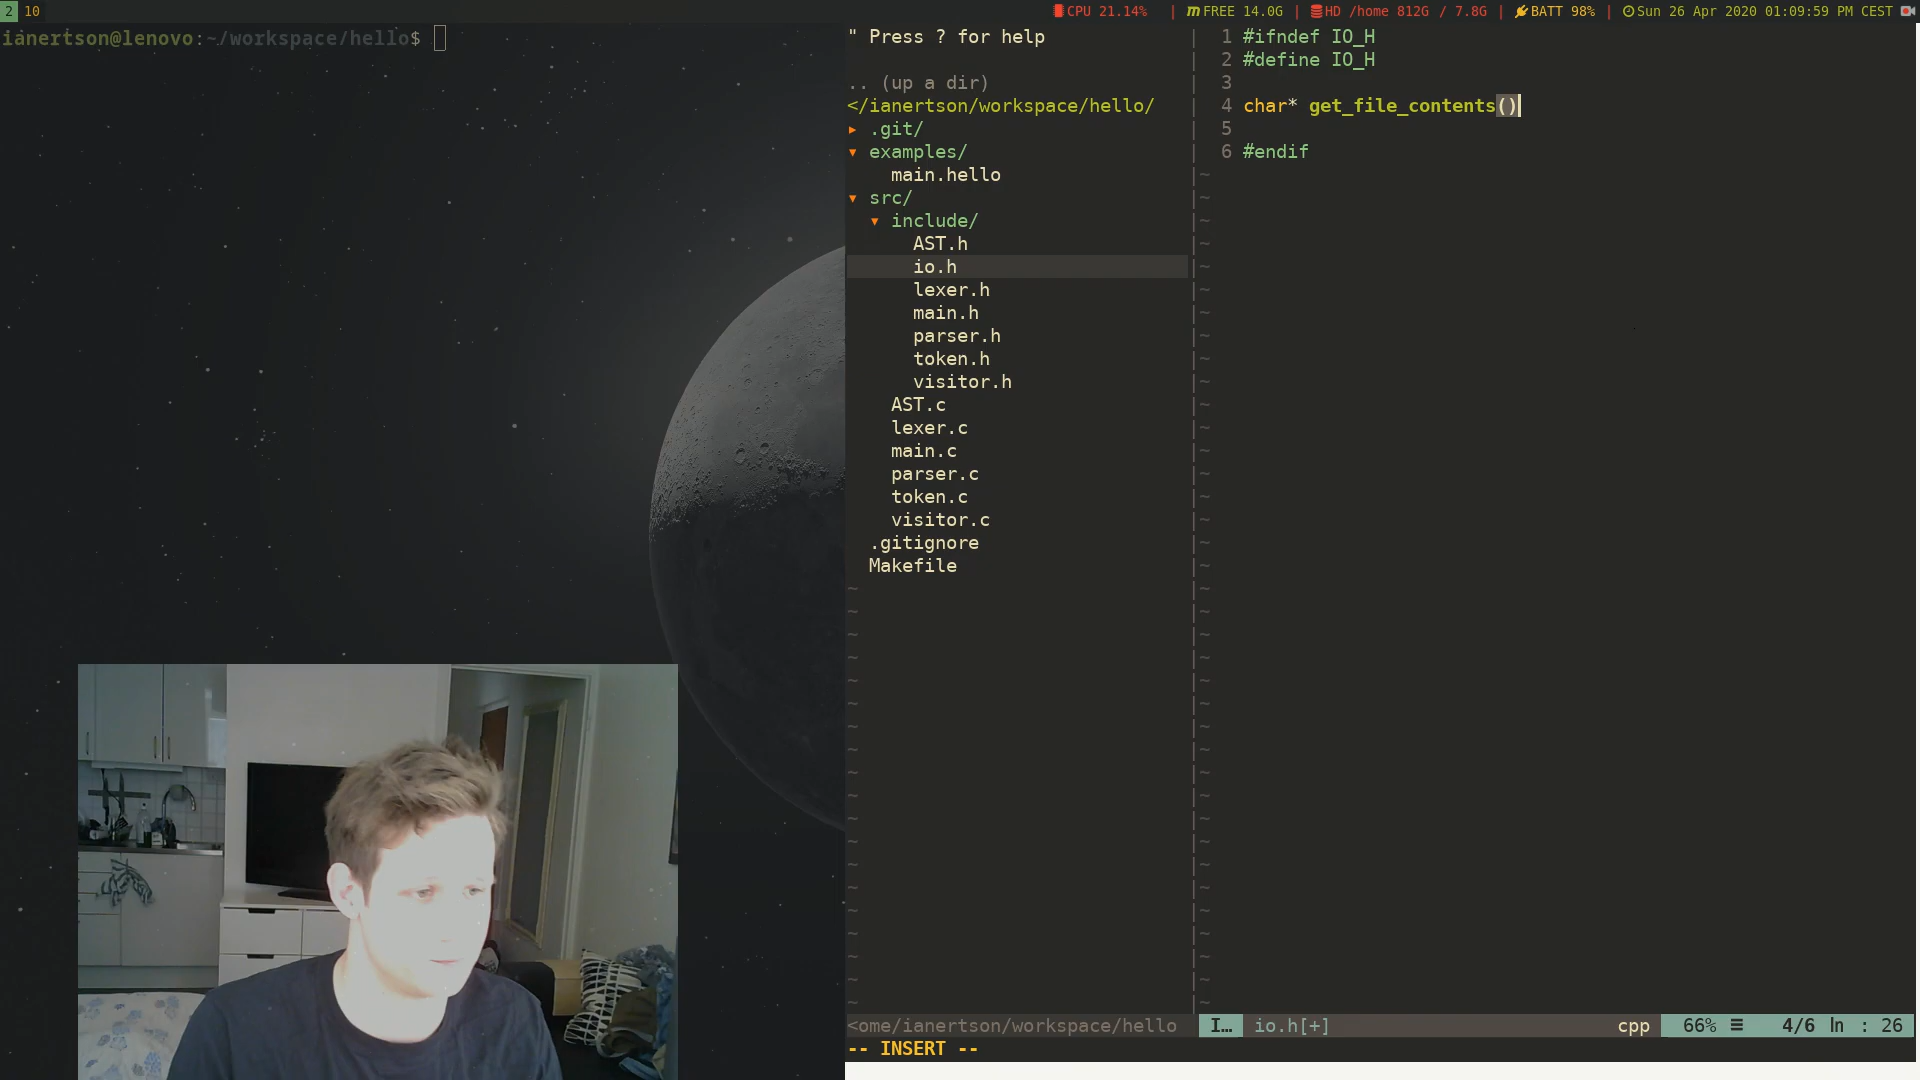 2 10
CPU 21.14% | FREE 14.0G | HD /home 812G / 7.8G | BATT 98% | Sun 26 Apr 2020 01:09:59 PM CEST
ianertson@lenovo:~/workspace/hello$
" Press ? for help
.. (up a dir)
</ianertson/workspace/hello/
▸ .git/
▾ examples/
main.hello
▾ src/
▾ include/
AST.h
io.h
lexer.h
main.h
parser.h
token.h
visitor.h
AST.c
lexer.c
main.c
parser.c
token.c
visitor.c
.gitignore
Makefile
<ome/ianertson/workspace/hello
1 #ifndef IO_H
2 #define IO_H
3
4 char* get_file_contents()
5
6 #endif
I… io.h[+] cpp 66% ≡ 4/6 ln : 26
-- INSERT --